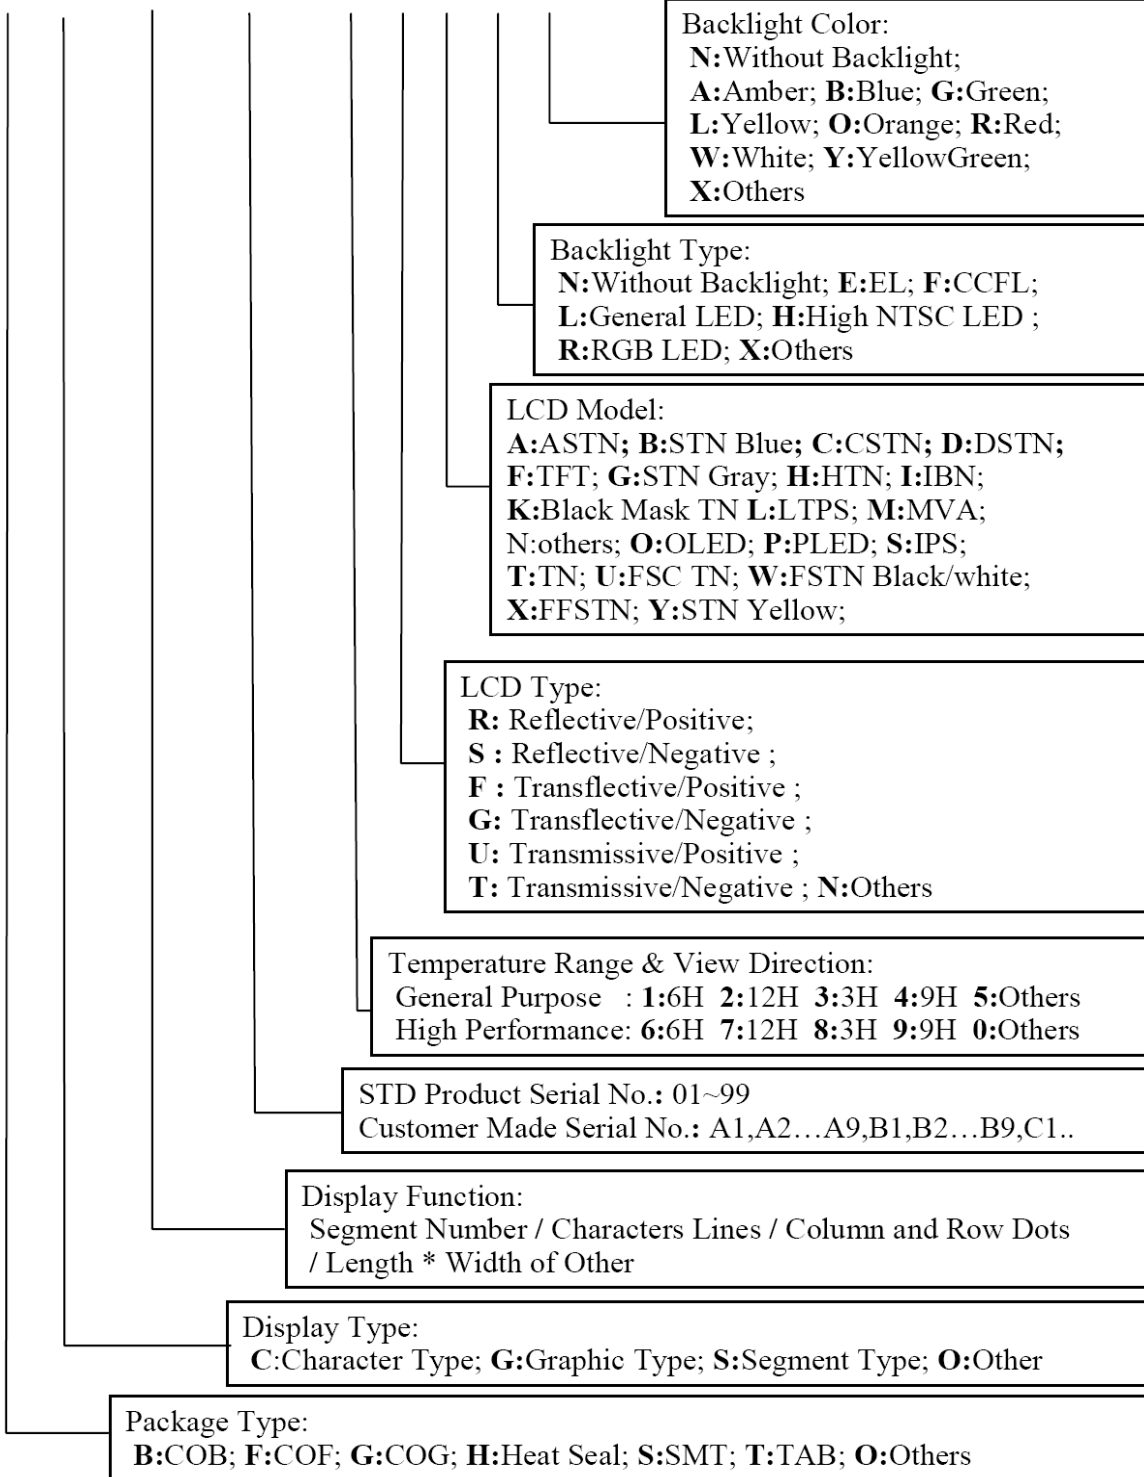 Backlight Color:
N:Without Backlight;
A:Amber; B:Blue; G:Green;
L:Yellow; O:Orange; R:Red;
W:White; Y:YellowGreen;
X:Others
Backlight Type:
N:Without Backlight; E:EL; F:CCFL;
L:General LED; H:High NTSC LED ;
R:RGB LED; X:Others
LCD Model:
A:ASTN; B:STN Blue; C:CSTN; D:DSTN;
F:TFT; G:STN Gray; H:HTN; I:IBN;
K:Black Mask TN L:LTPS; M:MVA;
N:others; O:OLED; P:PLED; S:IPS;
T:TN; U:FSC TN; W:FSTN Black/white;
X:FFSTN; Y:STN Yellow;
LCD Type:
R: Reflective/Positive;
S : Reflective/Negative ;
F : Transflective/Positive ;
G: Transflective/Negative ;
U: Transmissive/Positive ;
T: Transmissive/Negative ; N:Others
Temperature Range & View Direction:
General Purpose : 1:6H 2:12H 3:3H 4:9H 5:Others
High Performance: 6:6H 7:12H 8:3H 9:9H 0:Others
STD Product Serial No.: 01~99
Customer Made Serial No.: A1,A2…A9,B1,B2…B9,C1..
Display Function:
Segment Number / Characters Lines / Column and Row Dots
/ Length * Width of Other
Display Type:
C:Character Type; G:Graphic Type; S:Segment Type; O:Other
Package Type:
B:COB; F:COF; G:COG; H:Heat Seal; S:SMT; T:TAB; O:Others